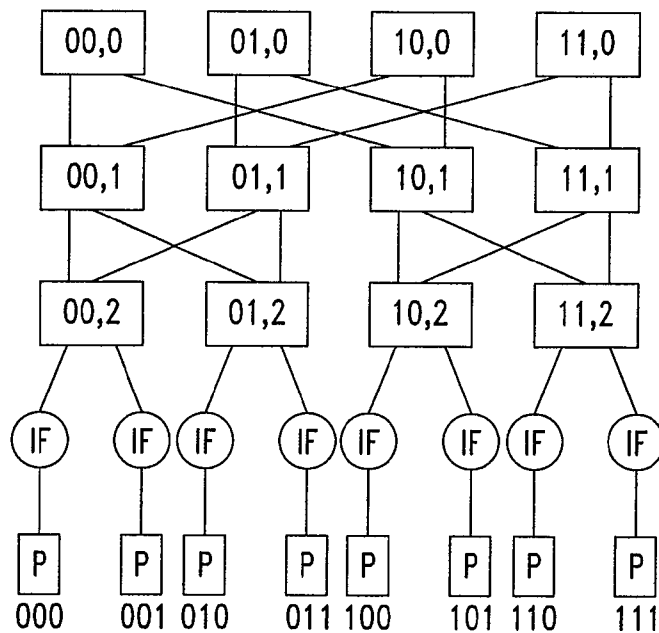 00,0 01,0 10,0 11,0
00,1 01,1 10,1 11,1
00,2 01,2 10,2 11,2
IF IF IF IF IF IF IF IF
P P P P P P P P
000 001 010 011 100 101 110 111